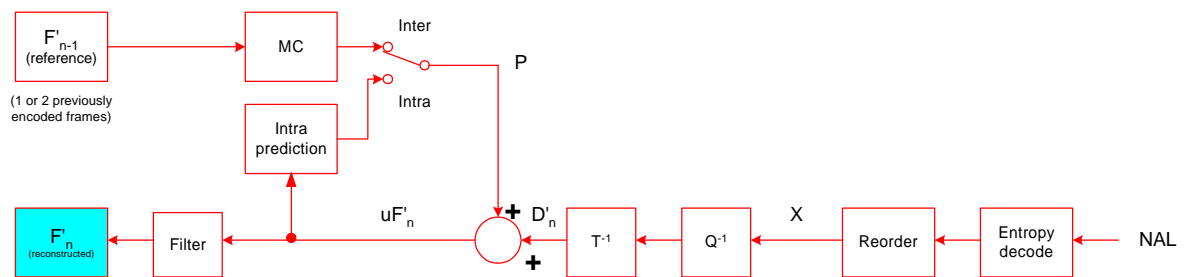 F'n-1
(reference)
MC
Inter
P
(1 or 2 previously
encoded frames)
Intra
Intra
prediction
F'n
(reconstructed)
Filter
uF'n
+
D'n
+
T-1
Q-1
X
Reorder
Entropy
decode
NAL